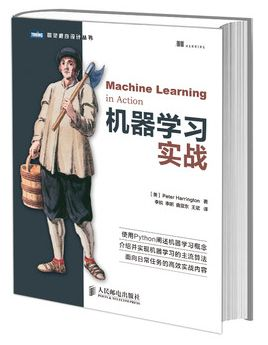 图灵程序设计丛书
MANNING
Machine Learning
in Action
机器学习
实战
[美] Peter Harrington 著
李锐 李鹏 曲亚东 王斌 译
使用Python阐述机器学习概念
介绍并实现机器学习的主流算法
面向日常任务的高效实战内容
人民邮电出版社